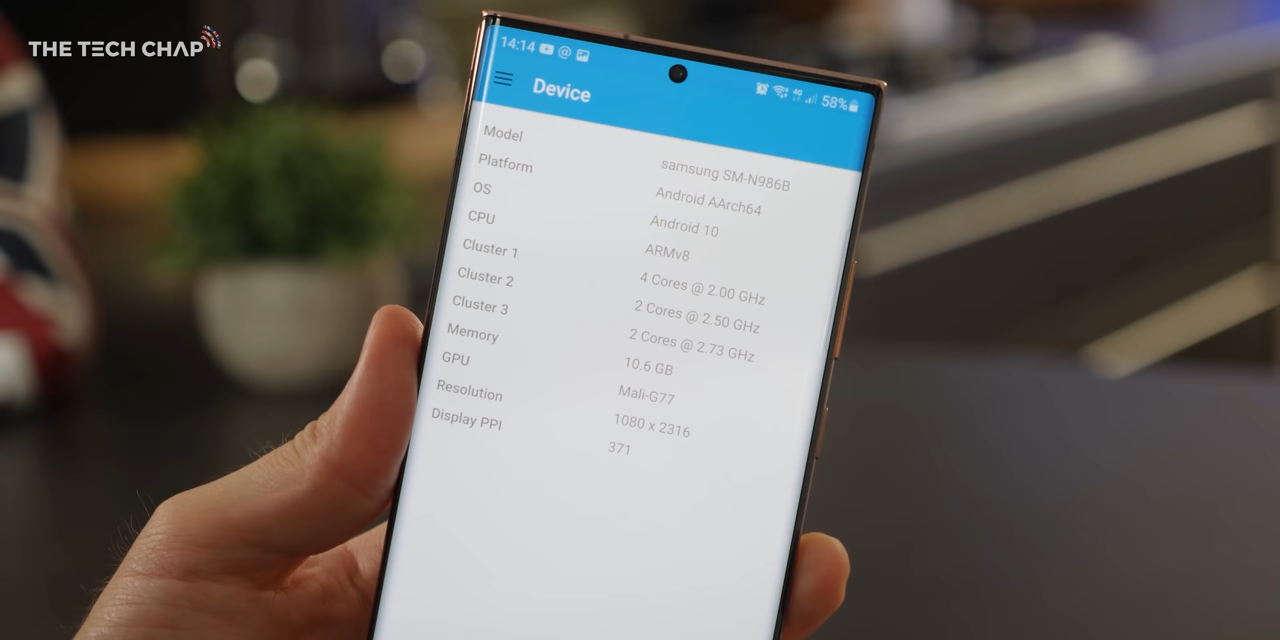 THE TECH CHAP
14:14
4G
58%
Device
Model samsung SM-N986B
Platform Android AArch64
OS Android 10
CPU ARMv8
Cluster 1 4 Cores @ 2.00 GHz
Cluster 2 2 Cores @ 2.50 GHz
Cluster 3 2 Cores @ 2.73 GHz
Memory 10.6 GB
GPU Mali-G77
Resolution 1080 x 2316
Display PPI 371